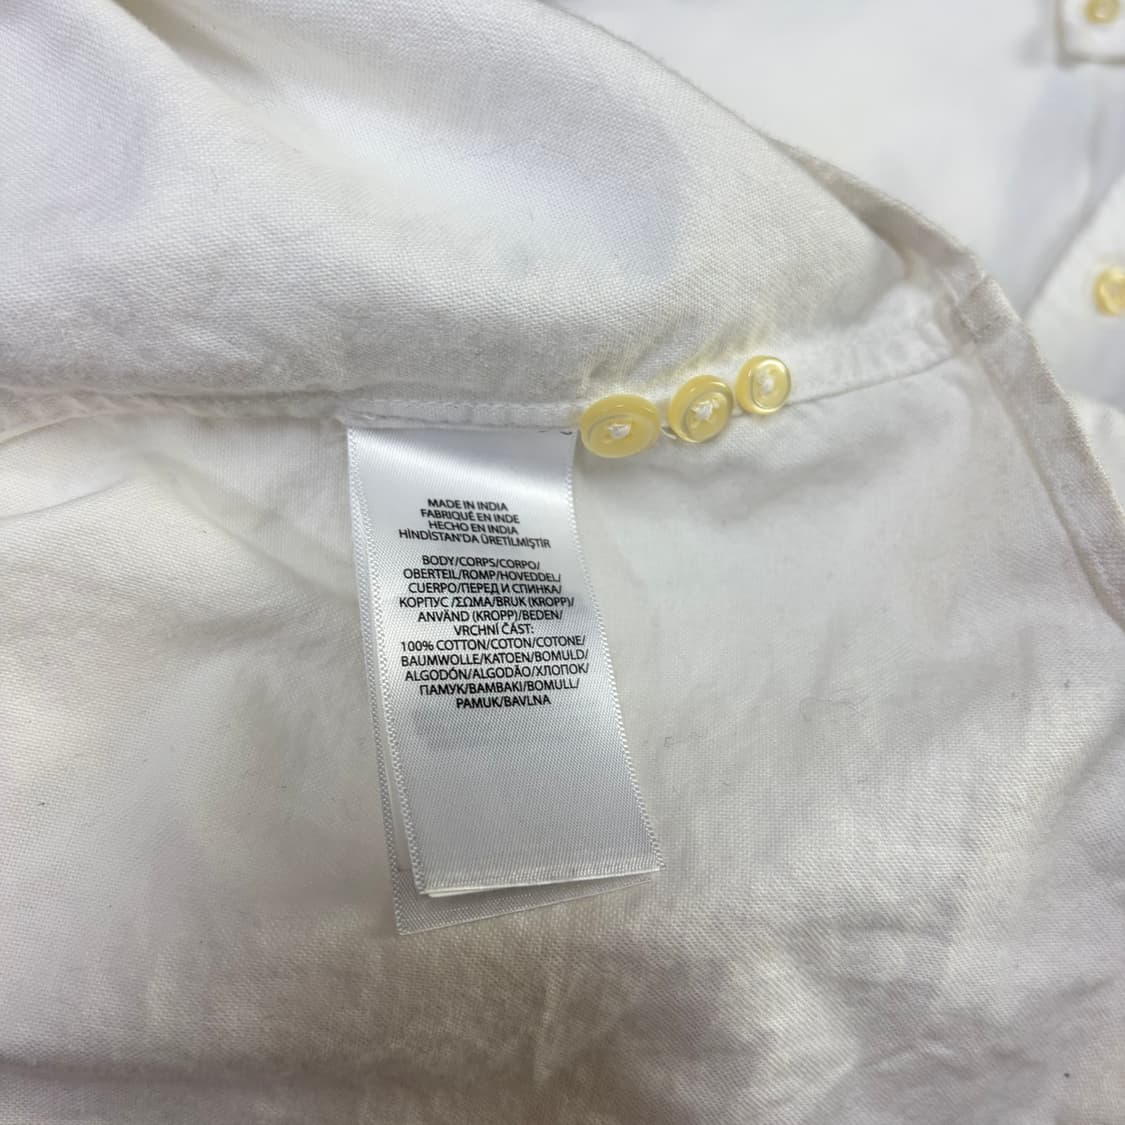 MADE IN INDIA
FABRIQUÉ EN INDE
HECHO EN INDIA
HİNDİSTAN'DA ÜRETİLMİŞTİR
BODY/CORPS/CORPO/
OBERTEIL/ROMP/HOVEDDEL/
CUERPO/ПЕРЕД И СПИНКА/
КОРПУС /ΣΩΜΑ/BRUK (KROPP)/
ANVÄND (KROPP)/BEDEN/
VRCHNÍ ČÁST:
100% COTTON/COTON/COTONE/
BAUMWOLLE/KATOEN/BOMULD/
ALGODÓN/ALGODÃO/ХЛОПОК/
ПАМУК/ΒΑΜΒΑΚΙ/BOMULL/
PAMUK/BAVLNA